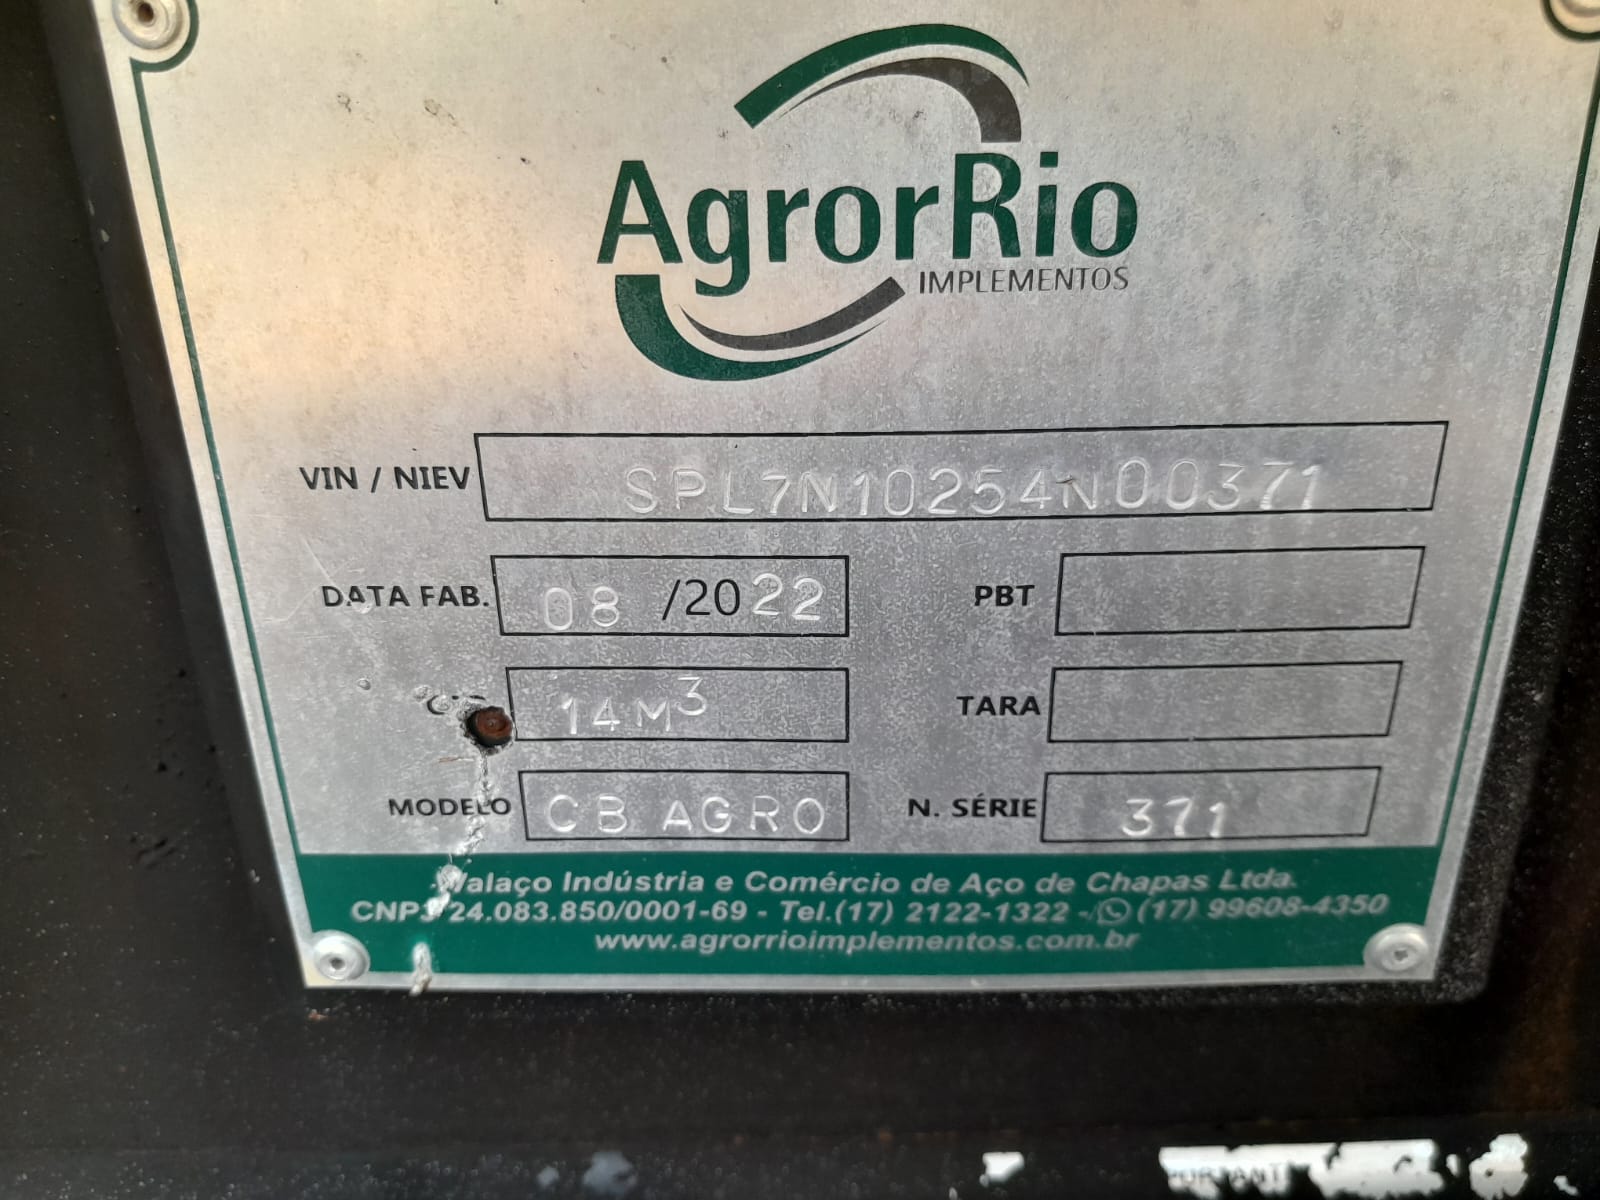 AgrorRio
IMPLEMENTOS
VIN / NIEV SPL7N10254N00371
DATA FAB. 08 /2022 PBT
14M³ TARA
MODELO CB AGRO N. SÉRIE 371
Walaço Indústria e Comércio de Aço de Chapas Ltda.
CNPJ 24.083.850/0001-69 - Tel.(17) 2122-1322 - (17) 99608-4350
www.agrorrioimplementos.com.br